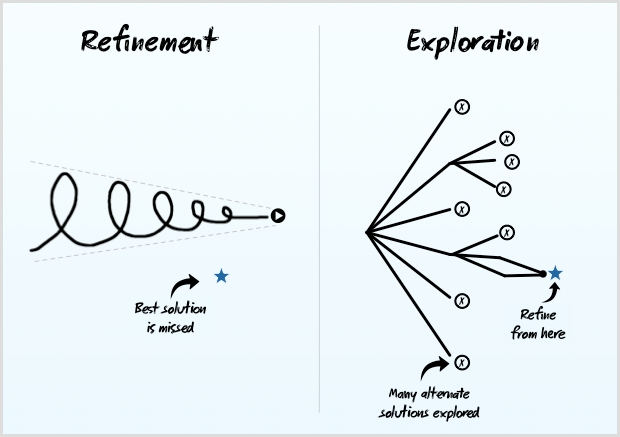 Refinement
Exploration
X
X
X
X
X
X
Best solution
is missed
X
Refine
from here
X
Many alternate
solutions explored